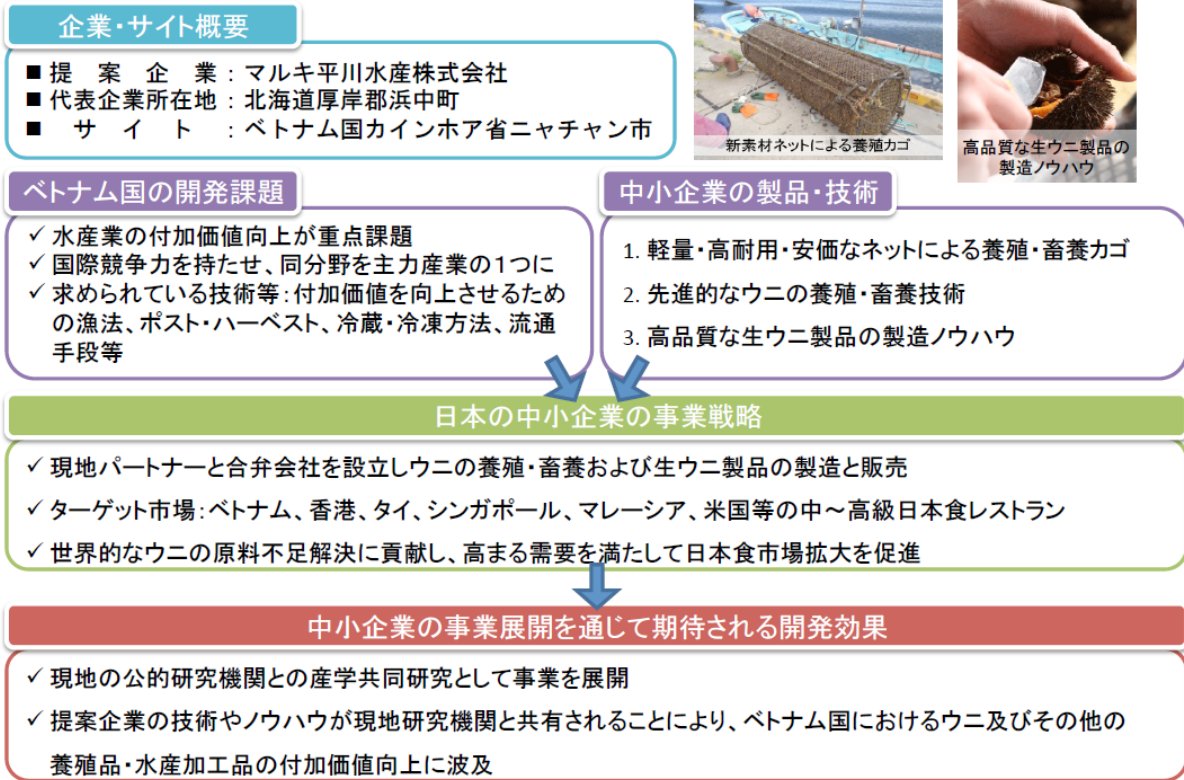 企業・サイト概要
■ 提 案 企 業 : マルキ平川水産株式会社
■ 代表企業所在地 : 北海道厚岸郡浜中町
■ サ イ ト : ベトナム国カインホア省ニャチャン市
新素材ネットによる養殖カゴ
高品質な生ウニ製品の
製造ノウハウ
ベトナム国の開発課題
✓ 水産業の付加価値向上が重点課題
✓ 国際競争力を持たせ、同分野を主力産業の1つに
✓ 求められている技術等:付加価値を向上させるため
の漁法、ポスト・ハーベスト、冷蔵・冷凍方法、流通
手段等
中小企業の製品・技術
1. 軽量・高耐用・安価なネットによる養殖・畜養カゴ
2. 先進的なウニの養殖・畜養技術
3. 高品質な生ウニ製品の製造ノウハウ
日本の中小企業の事業戦略
✓ 現地パートナーと合弁会社を設立しウニの養殖・畜養および生ウニ製品の製造と販売
✓ ターゲット市場:ベトナム、香港、タイ、シンガポール、マレーシア、米国等の中~高級日本食レストラン
✓ 世界的なウニの原料不足解決に貢献し、高まる需要を満たして日本食市場拡大を促進
中小企業の事業展開を通じて期待される開発効果
✓ 現地の公的研究機関との産学共同研究として事業を展開
✓ 提案企業の技術やノウハウが現地研究機関と共有されることにより、ベトナム国におけるウニ及びその他の
養殖品・水産加工品の付加価値向上に波及